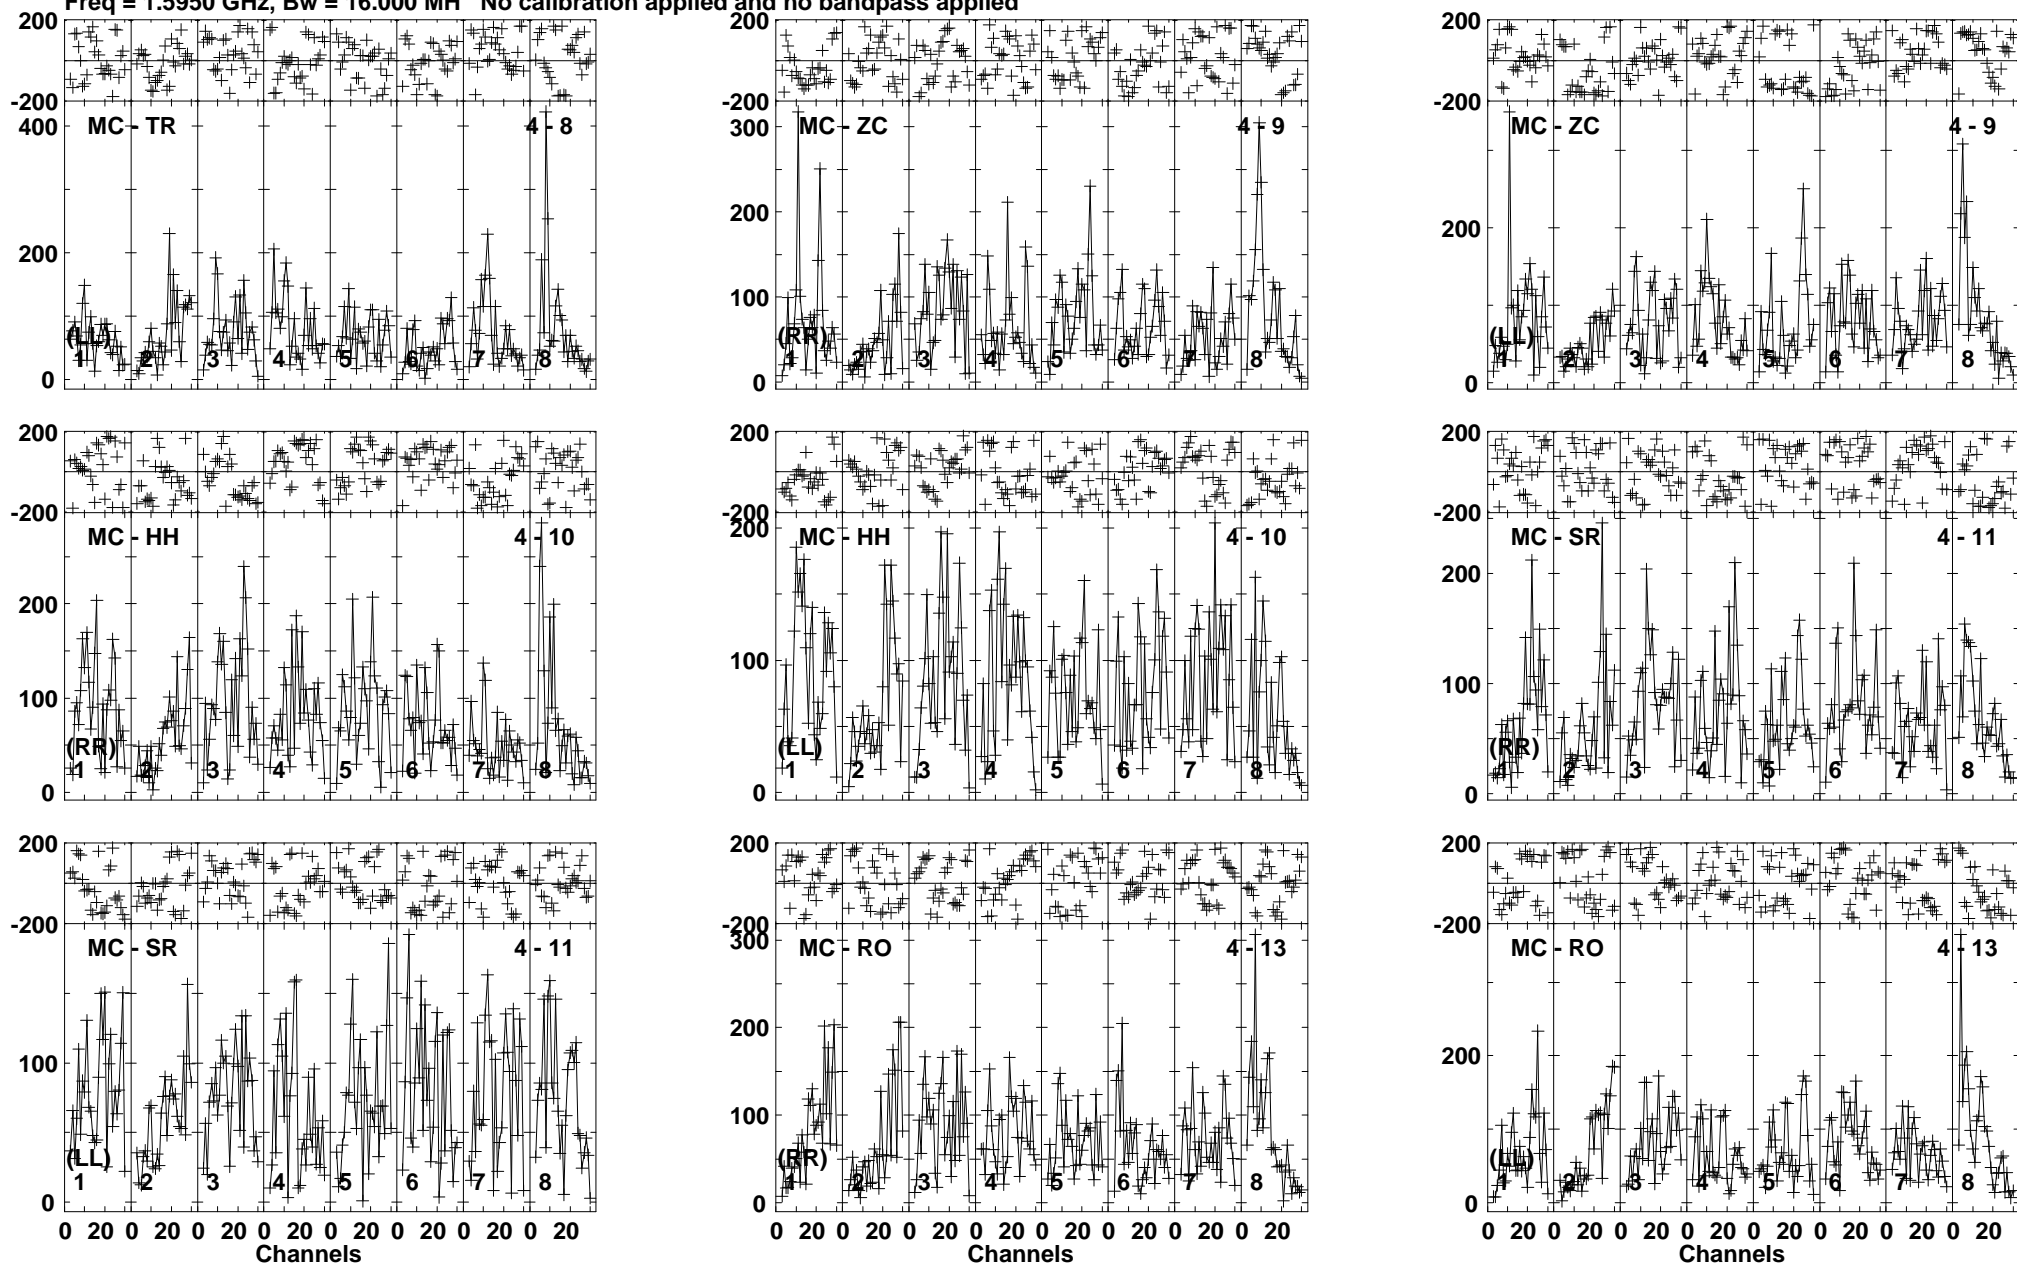 Freq = 1.5950 GHz, Bw = 16.000 MH No calibration applied and no bandpass applied
200 200 200
-200 -200 -200
MC - TR 4 - 8 MC - ZC 4 - 9 MC - ZC 4 - 9
400 300
200 200 200
100
(LL) (RR) (LL)
1 2 3 4 5 6 7 8 1 2 3 4 5 6 7 8 1 2 3 4 5 6 7 8
0 0 0
200 200 200
-200 -200 -200
MC - HH 4 - 10 MC - HH 4 - 10 MC - SR 4 - 11
200 200 200
100 100 100
(RR) (LL) (RR)
1 2 3 4 5 6 7 8 1 2 3 4 5 6 7 8 1 2 3 4 5 6 7 8
0 0 0
200 200 200
-200 -200 -200
MC - SR 4 - 11 MC - RO 4 - 13 MC - RO 4 - 13
300
200 200
100 100
(LL) (RR) (LL)
1 2 3 4 5 6 7 8 1 2 3 4 5 6 7 8 1 2 3 4 5 6 7 8
0 0 0
0 20 0 20 0 20 0 20 0 20 0 20 0 20 0 20 0 20 0 20 0 20 0 20 0 20 0 20 0 20 0 20 0 20 0 20 0 20 0 20 0 20 0 20 0 20 0 20
Channels Channels Channels